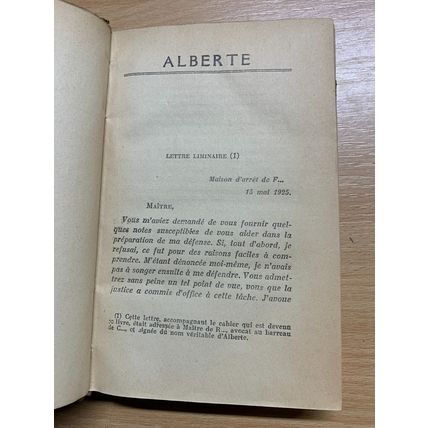 ALBERTE
LETTRE LIMINAIRE (1)
Maison d'arrêt de F...
15 mai 1925.
MAÎTRE,
Vous m'aviez demandé de vous fournir quel-
ques notes susceptibles de vous aider dans la
préparation de ma défense. Si, tout d'abord, je
refusai, ce fut pour des raisons faciles à com-
prendre. M'étant dénoncée moi-même, je n'avais
pas à songer ensuite à me défendre. Vous admet-
trez sans peine un tel point de vue, vous que la
justice a commis d'office à cette tâche. J'avoue
(1) Cette lettre, accompagnant le cahier qui est devenu
ce livre, était adressée à Maître de R..., avocat au barreau
de C..., et signée du nom véritable d'Alberte.